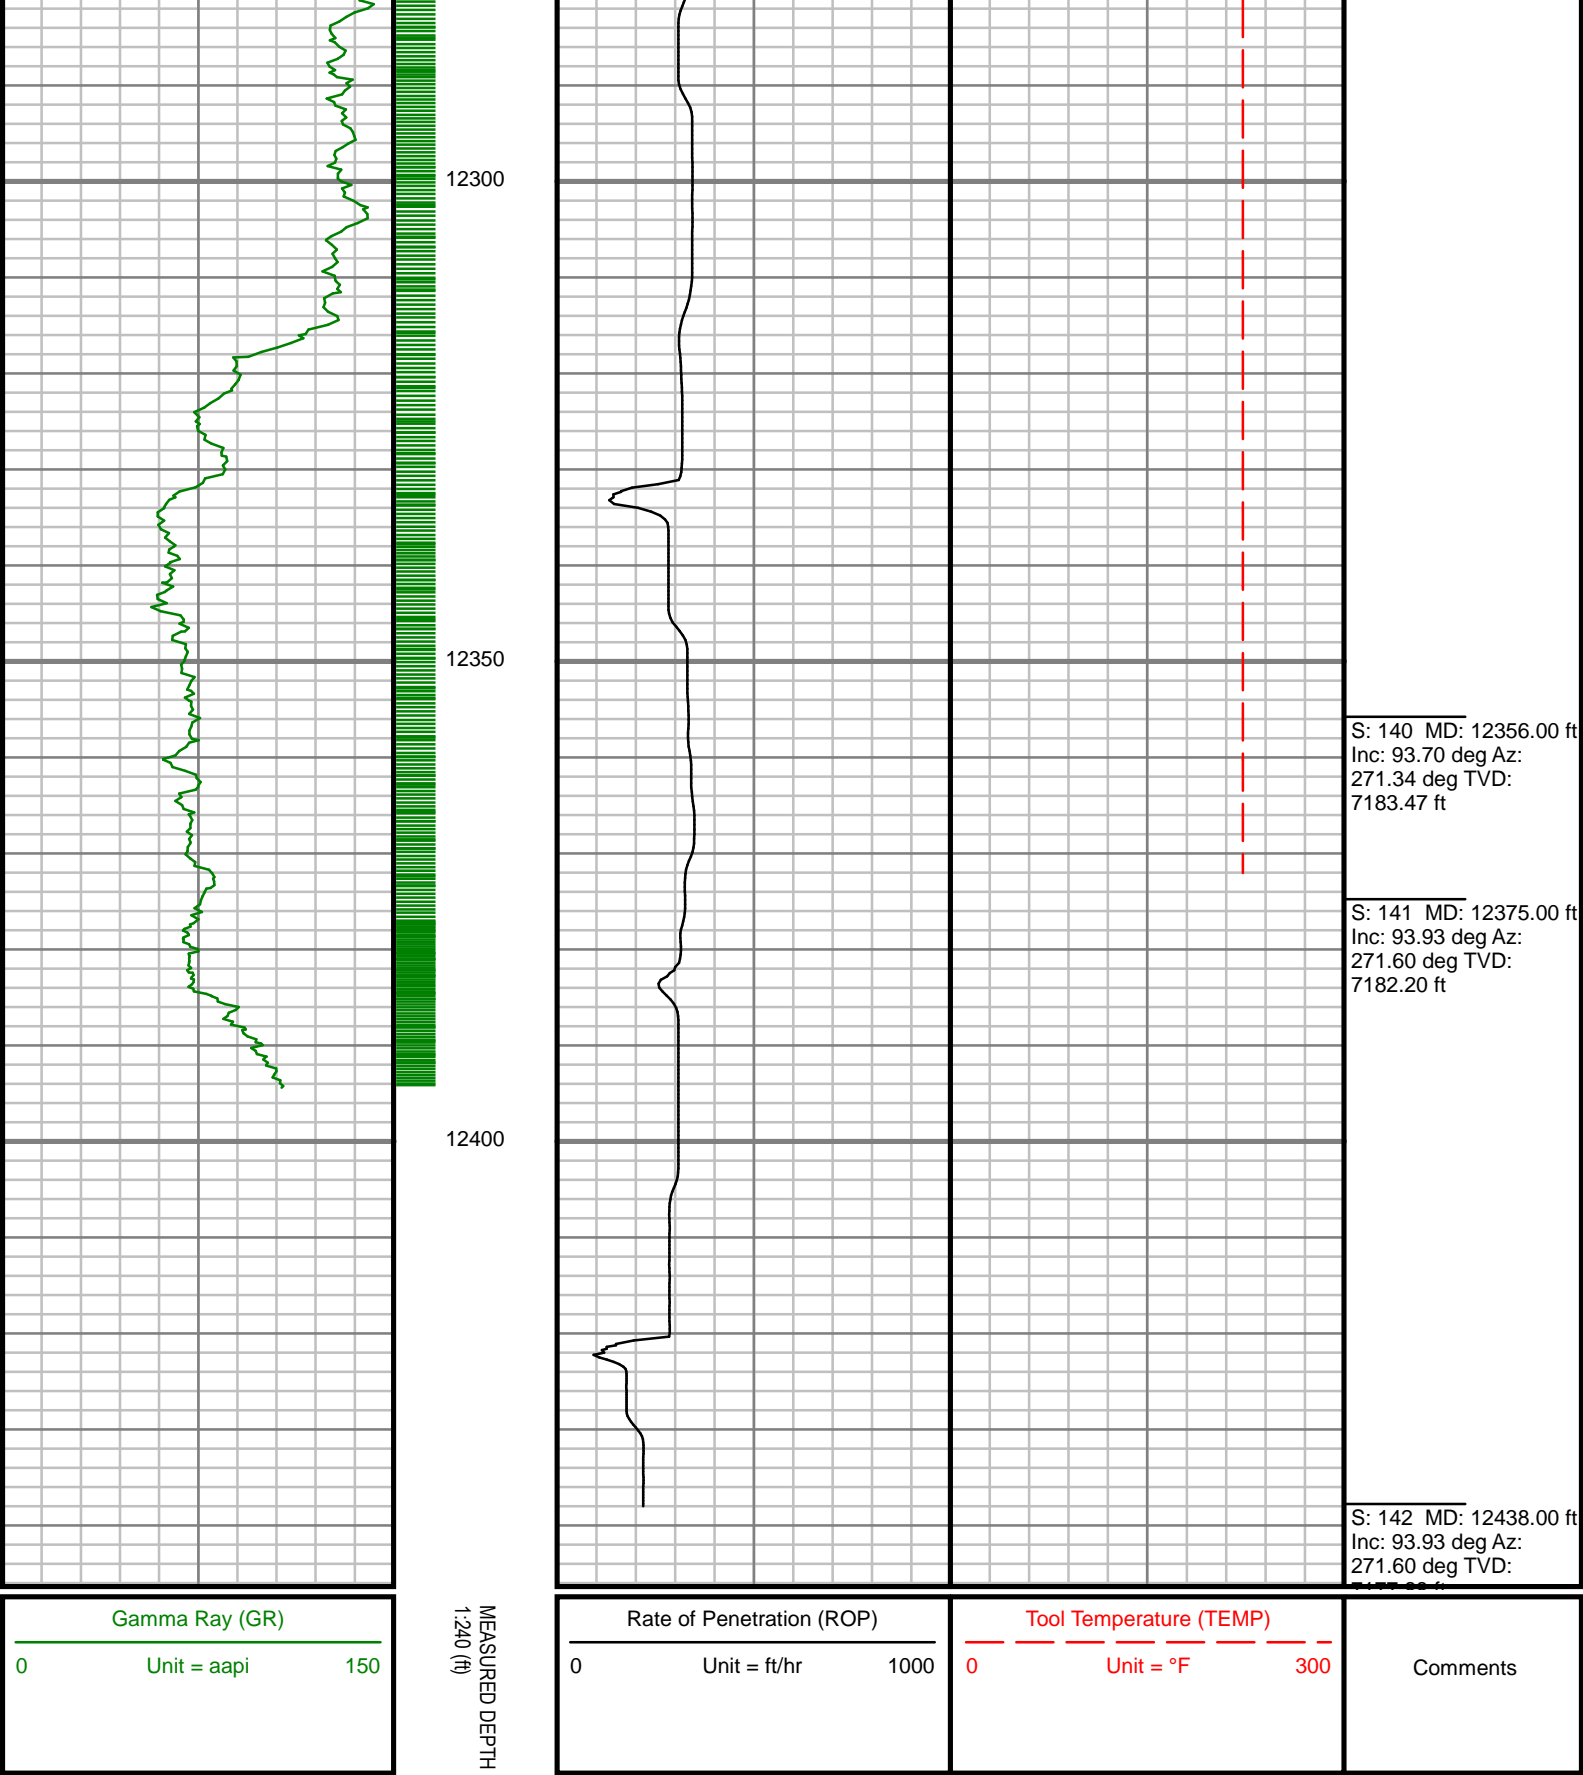 12300
12350
S: 140 MD: 12356.00 ft
Inc: 93.70 deg Az:
271.34 deg TVD:
7183.47 ft
S: 141 MD: 12375.00 ft
Inc: 93.93 deg Az:
271.60 deg TVD:
7182.20 ft
12400
S: 142 MD: 12438.00 ft
Inc: 93.93 deg Az:
271.60 deg TVD:
Gamma Ray (GR)
0 Unit = aapi 150
MEASURED DEPTH
1:240 (ft)
Rate of Penetration (ROP)
0 Unit = ft/hr 1000
Tool Temperature (TEMP)
0 Unit = °F 300
Comments